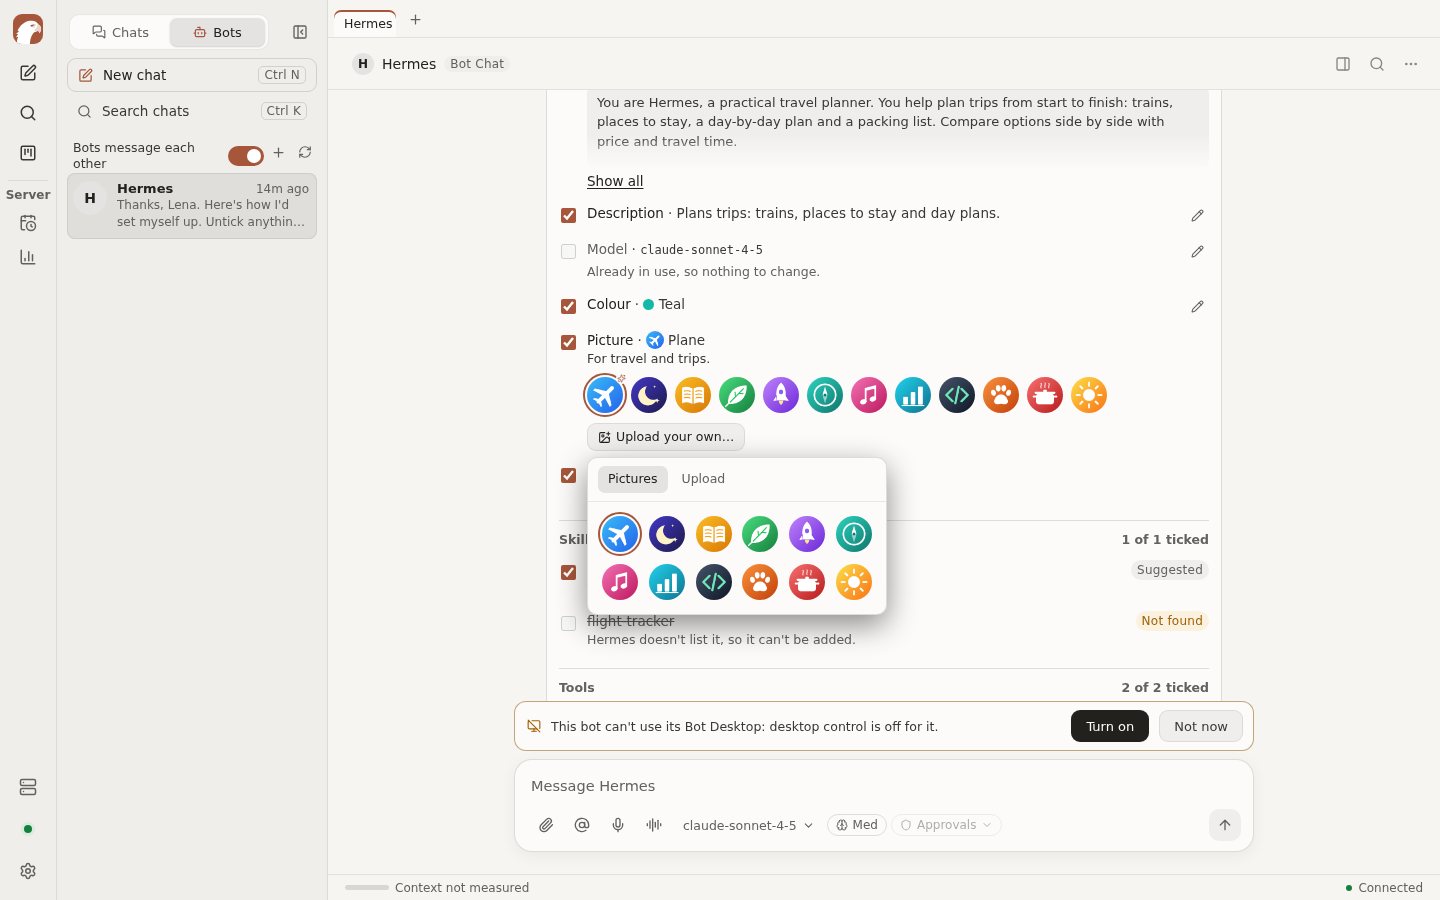 Chats
Bots
New chat
Ctrl N
Search chats
Ctrl K
Bots message each
other
Server
H
Hermes
14m ago
Thanks, Lena. Here's how I'd
set myself up. Untick anythin…
Hermes
H
Hermes
Bot Chat
You are Hermes, a practical travel planner. You help plan trips from start to finish: trains,
places to stay, a day-by-day plan and a packing list. Compare options side by side with
price and travel time.
Show all
Description · Plans trips: trains, places to stay and day plans.
Model · claude-sonnet-4-5
Already in use, so nothing to change.
Colour · Teal
Picture · Plane
For travel and trips.
Upload your own…
Pictures
Upload
Skill
1 of 1 ticked
Suggested
flight-tracker
Not found
Hermes doesn't list it, so it can't be added.
Tools
2 of 2 ticked
This bot can't use its Bot Desktop: desktop control is off for it.
Turn on
Not now
Message Hermes
claude-sonnet-4-5
Med
Approvals
Context not measured
Connected